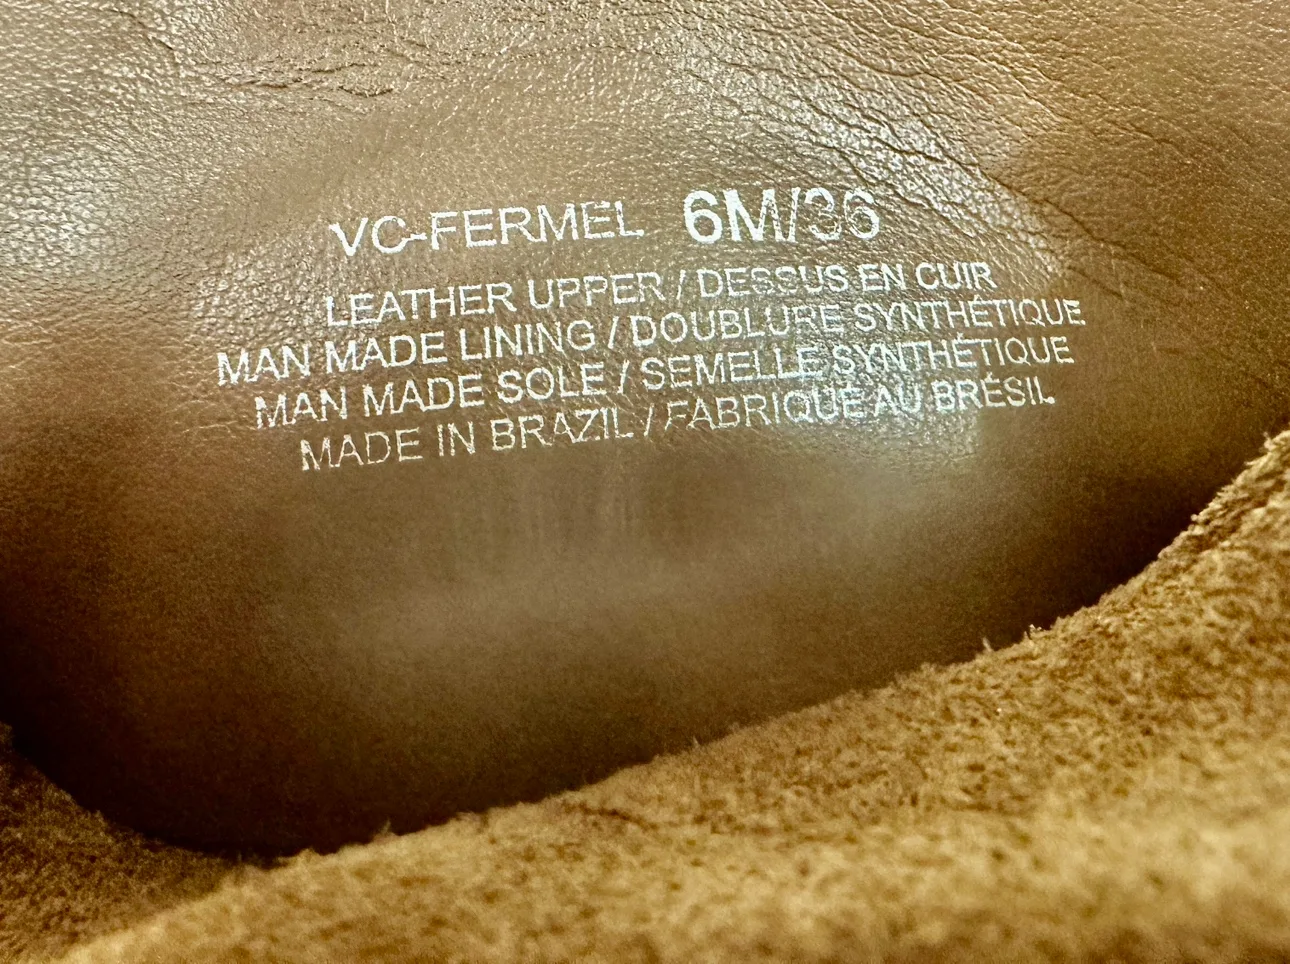 VC-FERMEL 6M/36
LEATHER UPPER / DESSUS EN CUIR
MAN MADE LINING / DOUBLURE SYNTHÉTIQUE
MAN MADE SOLE / SEMELLE SYNTHÉTIQUE
MADE IN BRAZIL / FABRIQUÉ AU BRÉSIL